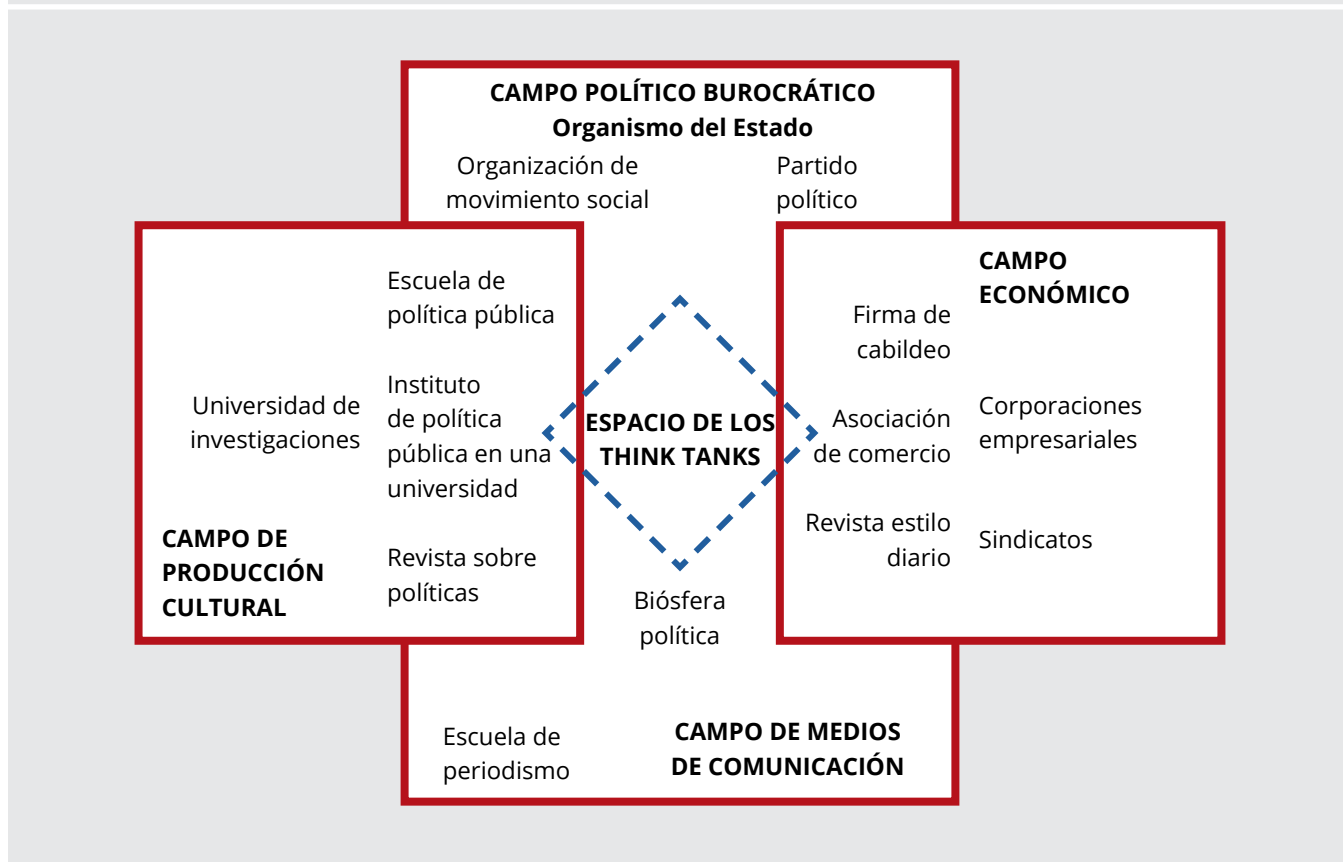 CAMPO POLÍTICO BUROCRÁTICO
Organismo del Estado
Organización de
movimiento social
Partido
político
Escuela de
política pública
Universidad de
investigaciones
Instituto
de política
pública en una
universidad
CAMPO DE
PRODUCCIÓN
CULTURAL
Revista sobre
políticas
ESPACIO DE LOS
THINK TANKS
Biósfera
política
CAMPO
ECONÓMICO
Firma de
cabildeo
Asociación
de comercio
Corporaciones
empresariales
Revista estilo
diario
Sindicatos
Escuela de
periodismo
CAMPO DE MEDIOS
DE COMUNICACIÓN